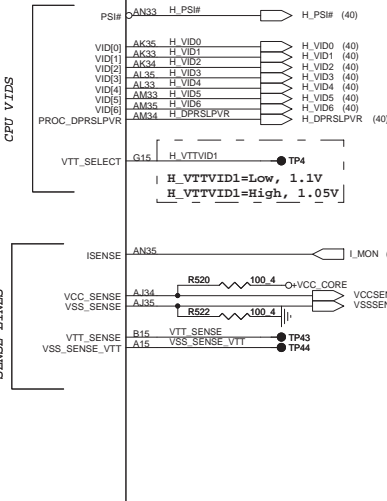 PSI# AN33 H_PSI# H_PSI# (40)
CPU VIDS
VID[0] AK35 H_VID0 H_VID0 (40)
VID[1] AK33 H_VID1 H_VID1 (40)
VID[2] AK34 H_VID2 H_VID2 (40)
VID[3] AL35 H_VID3 H_VID3 (40)
VID[4] AL33 H_VID4 H_VID4 (40)
VID[5] AM33 H_VID5 H_VID5 (40)
VID[6] AM35 H_VID6 H_VID6 (40)
PROC_DPRSLPVR AM34 H_DPRSLPVR H_DPRSLPVR (40)
VTT_SELECT G15 H_VTTVID1 TP4
H_VTTVID1=Low, 1.1V
H_VTTVID1=High, 1.05V
ISENSE AN35 I_MON
R520 100_4 +VCC_CORE
VCC_SENSE AJ34
VSS_SENSE AJ35
R522 100_4
VTT_SENSE B15 VTT_SENSE TP43
VSS_SENSE_VTT A15 VSS_SENSE_VTT TP44